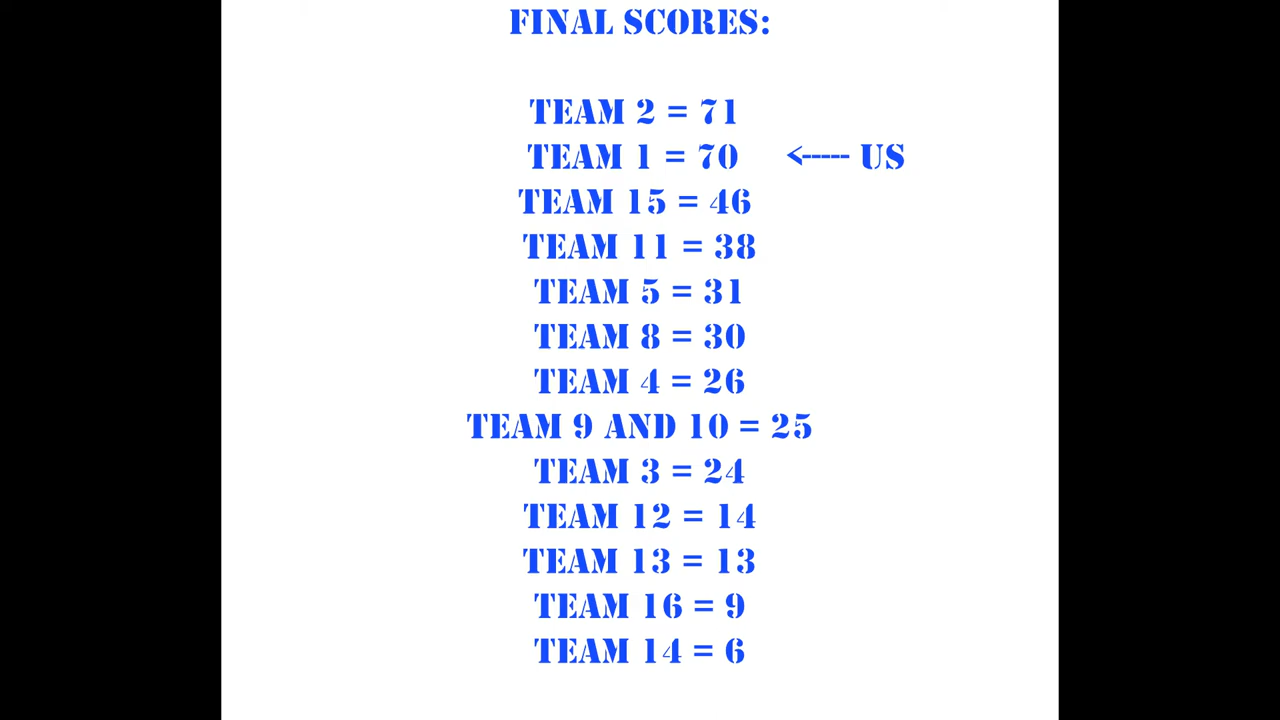 FINAL SCORES:
TEAM 2 = 71
TEAM 1 = 70 <----- US
TEAM 15 = 46
TEAM 11 = 38
TEAM 5 = 31
TEAM 8 = 30
TEAM 4 = 26
TEAM 9 AND 10 = 25
TEAM 3 = 24
TEAM 12 = 14
TEAM 13 = 13
TEAM 16 = 9
TEAM 14 = 6